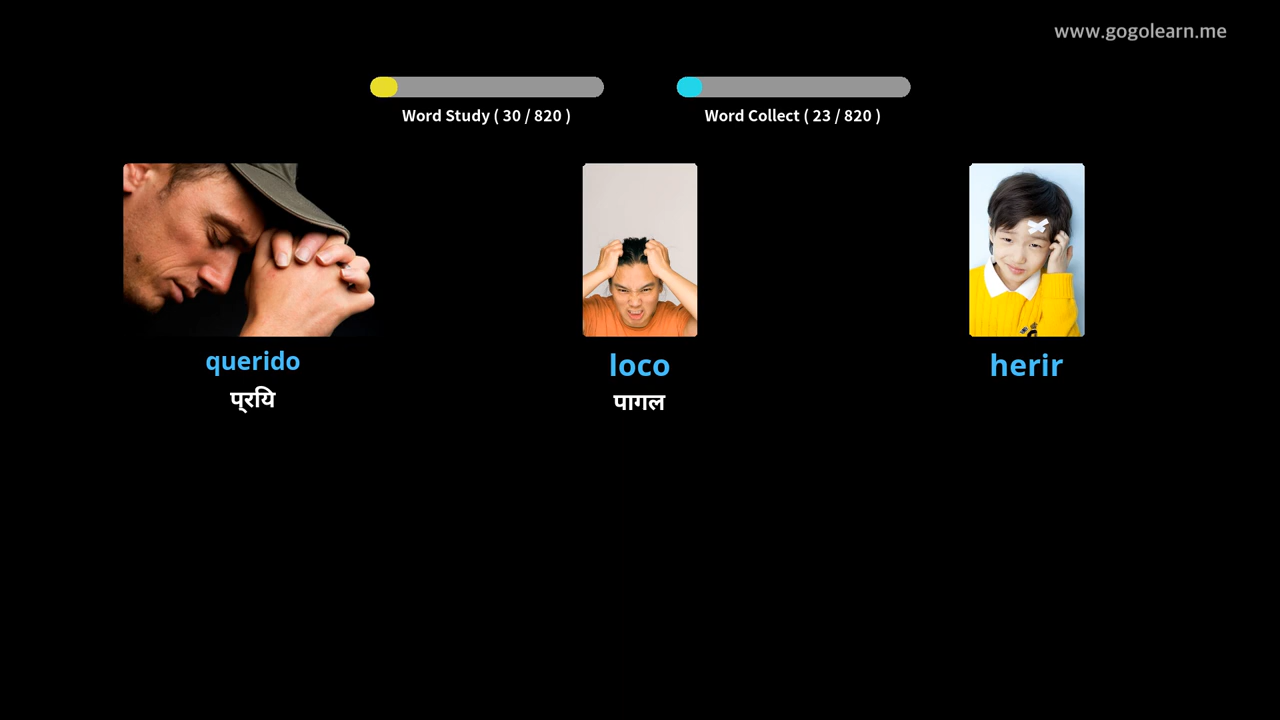 www.gogolearn.me
Word Study ( 30 / 820 )
Word Collect ( 23 / 820 )
querido
loco
herir
प्रयि
पागल